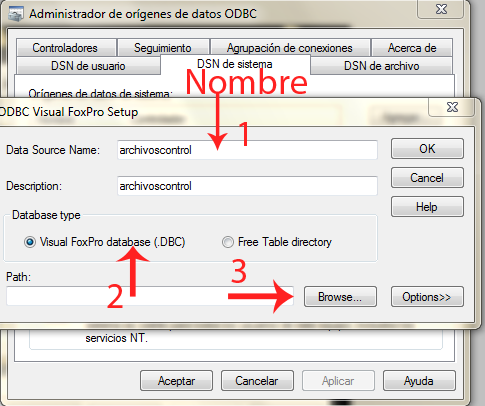 Administrador de orígenes de datos ODBC
Controladores Seguimiento Agrupación de conexiones Acerca de
DSN de usuario DSN de sistema DSN de archivo
Orígenes de datos de sistema:
Nombre
ODBC Visual FoxPro Setup
1
Data Source Name: archivoscontrol OK
Cancel
Description: archivoscontrol
Help
Database type
Visual FoxPro database (.DBC) Free Table directory
3
Path:
2 Browse... Options>>
servicios NT.
Aceptar Cancelar Aplicar Ayuda